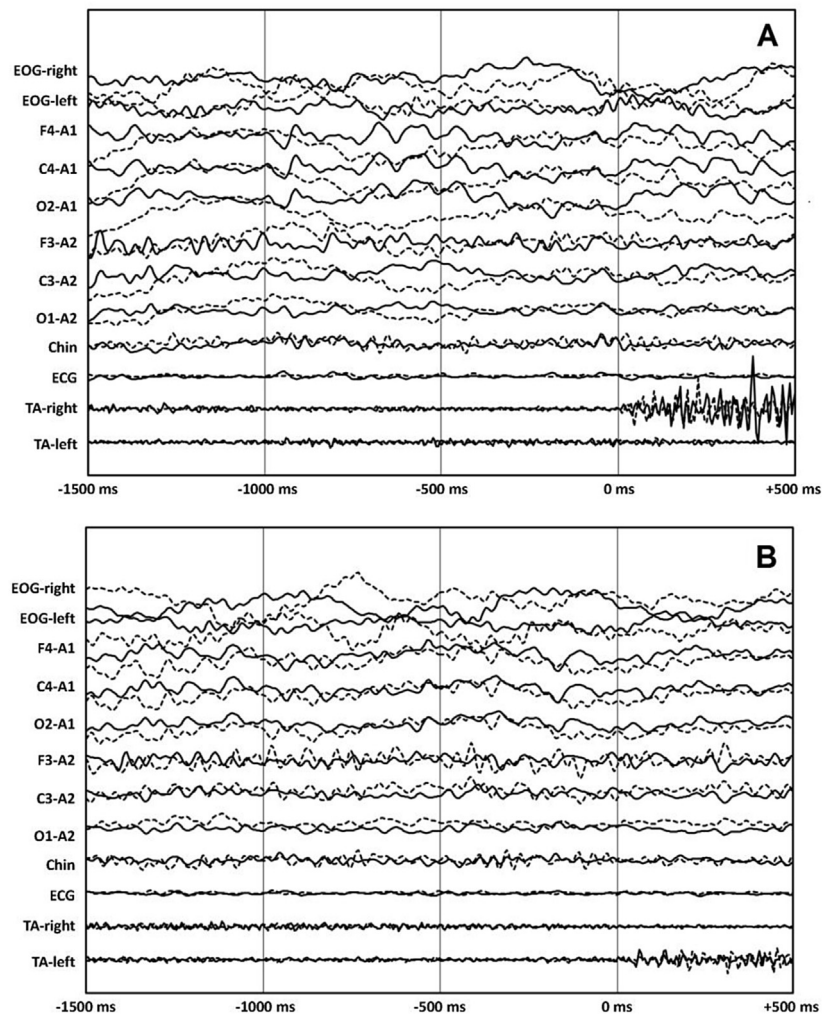 A
EOG-right
EOG-left
F4-A1
C4-A1
O2-A1
F3-A2
C3-A2
O1-A2
Chin
ECG
TA-right
TA-left
-1500 ms -1000 ms -500 ms 0 ms +500 ms
B
EOG-right
EOG-left
F4-A1
C4-A1
O2-A1
F3-A2
C3-A2
O1-A2
Chin
ECG
TA-right
TA-left
-1500 ms -1000 ms -500 ms 0 ms +500 ms